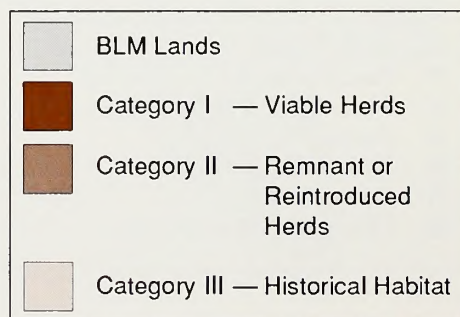 BLM Lands
Category I — Viable Herds
Category II — Remnant or
Reintroduced
Herds
Category III — Historical Habitat